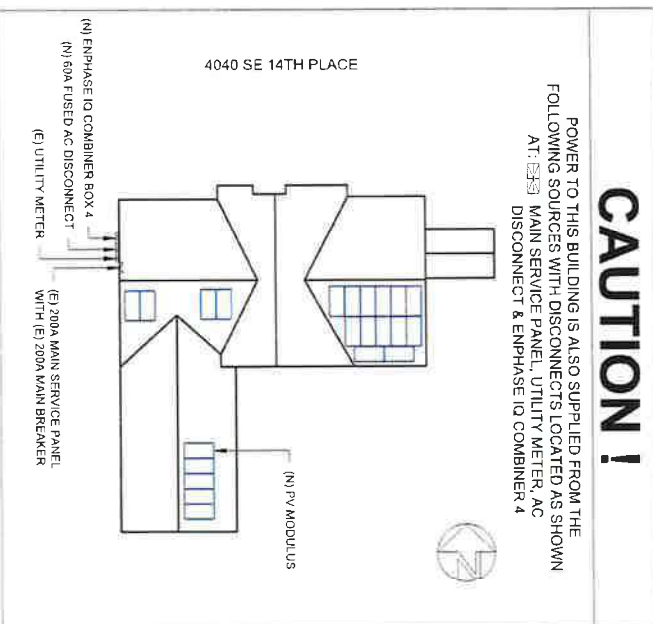 CAUTION !
POWER TO THIS BUILDING IS ALSO SUPPLIED FROM THE
FOLLOWING SOURCES WITH DISCONNECTS LOCATED AS SHOWN
AT: MAIN SERVICE PANEL, UTILITY METER, AC
DISCONNECT & ENPHASE IQ COMBINER 4
4040 SE 14TH PLACE
N
(N) PV MODULUS
(N) ENPHASE IQ COMBINER BOX 4
(N) 60A FUSED AC DISCONNECT
(E) UTILITY METER
(E) 200A MAIN SERVICE PANEL
WITH (E) 200A MAIN BREAKER